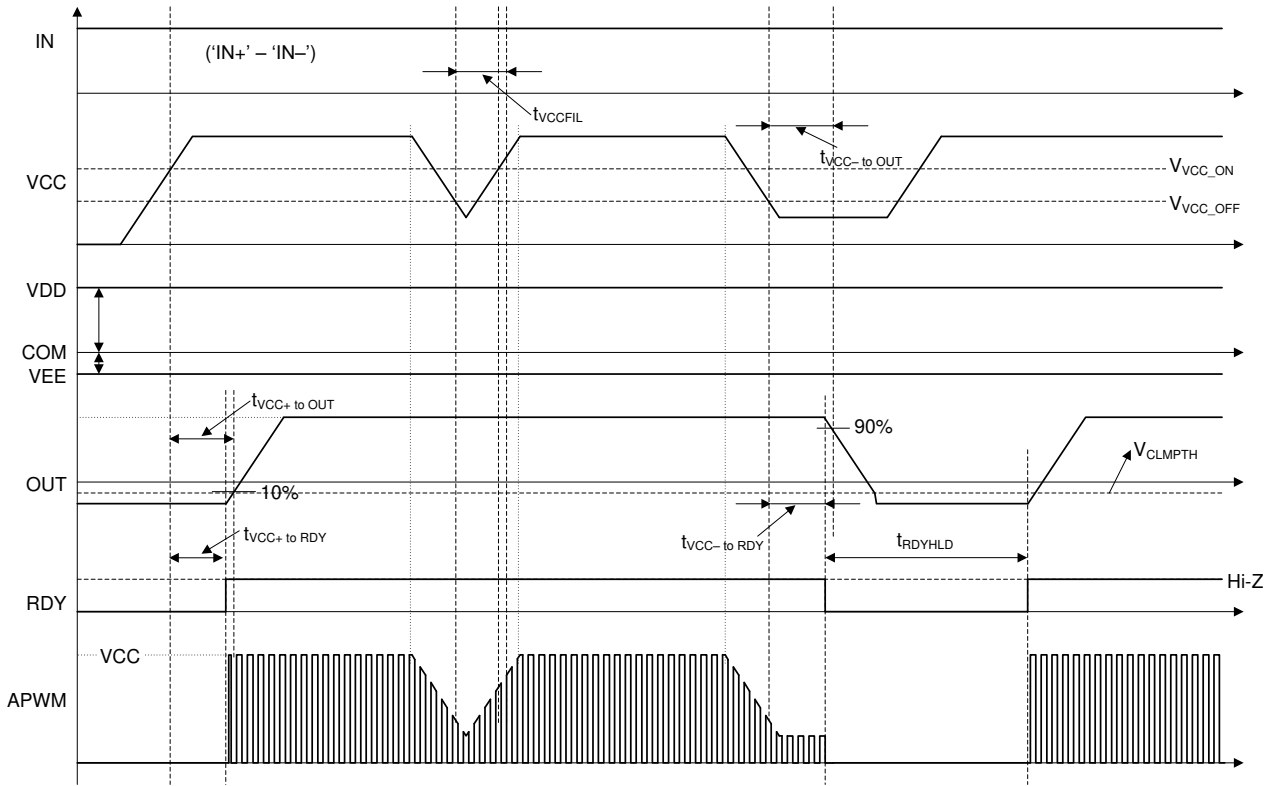 IN
('IN+' – 'IN–')
tVCCFIL
tVCC– to OUT
VCC
VVCC_ON
VVCC_OFF
VDD
COM
VEE
tVCC+ to OUT
90%
VCLMPTH
OUT
10%
tVCC+ to RDY
tVCC– to RDY
tRDYHLD
Hi-Z
RDY
VCC
APWM